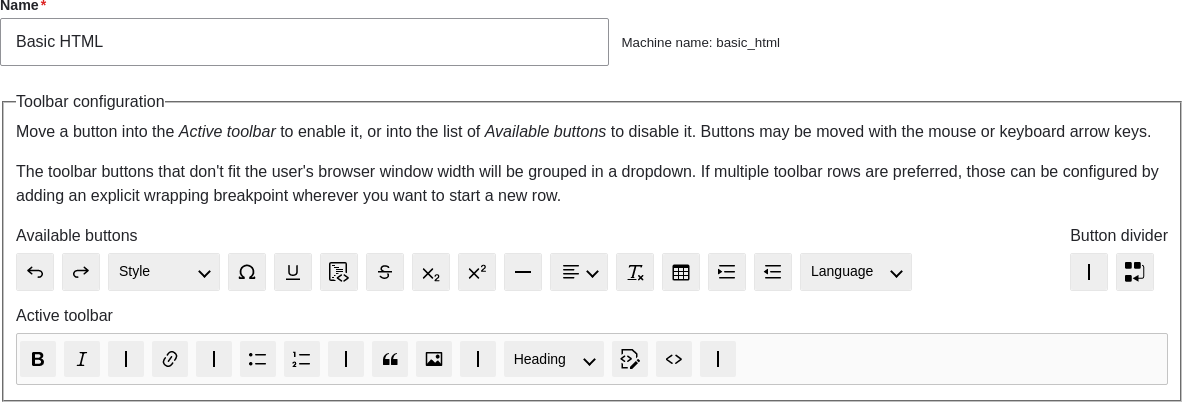 Name*
Basic HTML
Machine name: basic_html
Toolbar configuration
Move a button into the Active toolbar to enable it, or into the list of Available buttons to disable it. Buttons may be moved with the mouse or keyboard arrow keys.
The toolbar buttons that don't fit the user's browser window width will be grouped in a dropdown. If multiple toolbar rows are preferred, those can be configured by
adding an explicit wrapping breakpoint wherever you want to start a new row.
Available buttons
Button divider
Style
Language
Active toolbar
Heading